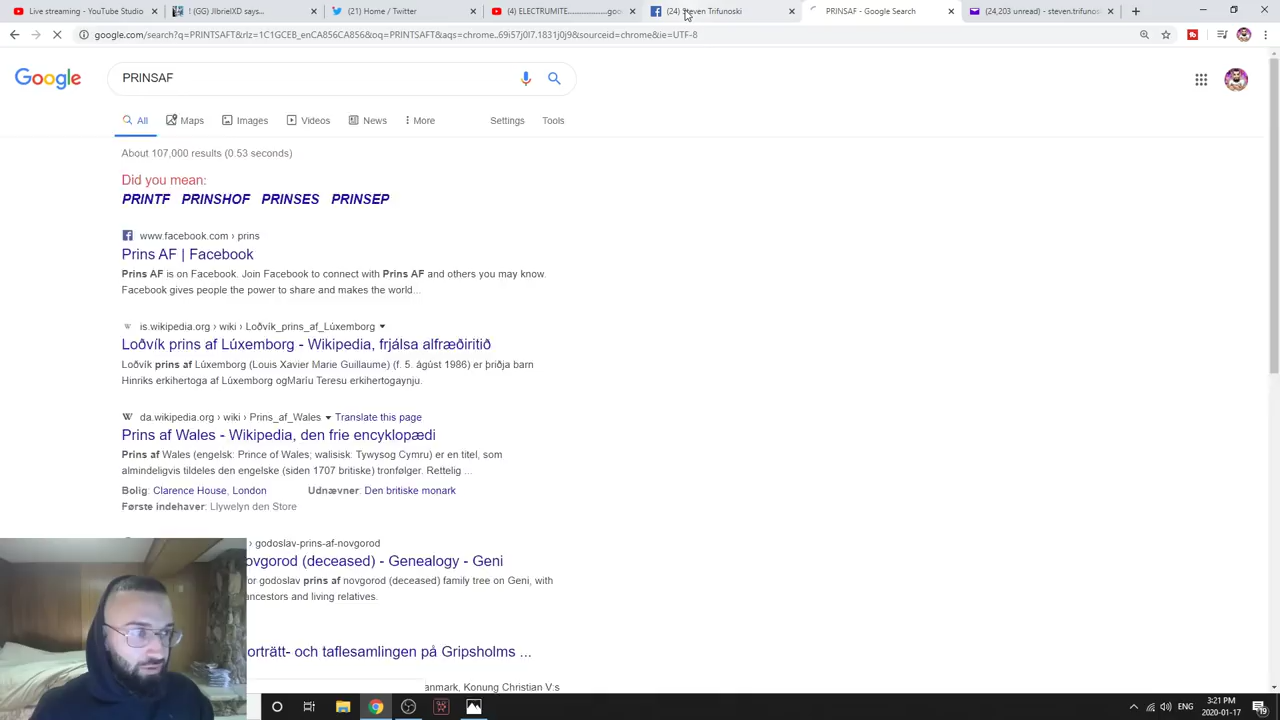 Live streaming - YouTube Studio
! (GG) JIbrielXD says...
(21) Home / Twitter
(4) ELECTRUMITE.....................goo
(24) Steven Trifunoski
PRINSAF - Google Search
(24,203 unread) - steven.trifunos
google.com/search?q=PRINTSAFT&rlz=1C1GCEB_enCA856CA856&oq=PRINTSAFT&aqs=chrome..69i57j0l7.1831j0j9&sourceid=chrome&ie=UTF-8
Google
PRINSAF
All
Maps
Images
Videos
News
More
Settings
Tools
About 107,000 results (0.53 seconds)
Did you mean:
PRINTF PRINSHOF PRINSES PRINSEP
www.facebook.com › prins
Prins AF | Facebook
Prins AF is on Facebook. Join Facebook to connect with Prins AF and others you may know.
Facebook gives people the power to share and makes the world...
is.wikipedia.org › wiki › Loðvík_prins_af_Lúxemborg
Loðvík prins af Lúxemborg - Wikipedia, frjálsa alfræðiritið
Loðvík prins af Lúxemborg (Louis Xavier Marie Guillaume) (f. 5. ágúst 1986) er þriðja barn
Hinriks erkihertoga af Lúxemborg ogMaríu Teresu erkihertogaynju.
da.wikipedia.org › wiki › Prins_af_Wales Translate this page
Prins af Wales - Wikipedia, den frie encyklopædi
Prins af Wales (engelsk: Prince of Wales; walisisk: Tywysog Cymru) er en titel, som
almindeligvis tildeles den engelske (siden 1707 britiske) tronfølger. Rettelig ...
Bolig: Clarence House, London Udnævner: Den britiske monark
Første indehaver: Llywelyn den Store
› godoslav-prins-af-novgorod
ovgorod (deceased) - Genealogy - Geni
for godoslav prins af novgorod (deceased) family tree on Geni, with
ancestors and living relatives.
orträtt- och taflesamlingen på Gripsholms ...
anmark, Konung Christian V:s
ENG
3:21 PM
2020-01-17
19